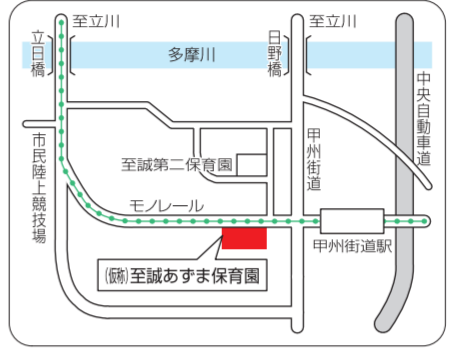 至立川
至立川
立日橋
多摩川
日野橋
中央自動車道
市民陸上競技場
甲州街道
至誠第二保育園
モノレール
甲州街道駅
(仮称)至誠あずま保育園